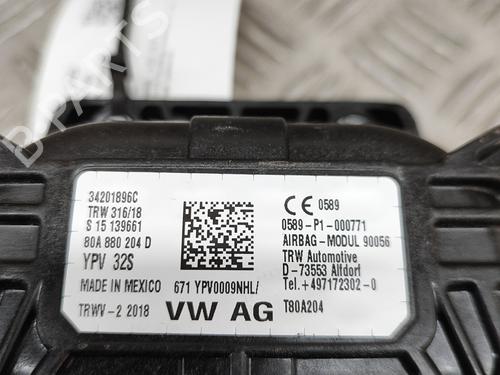 B-PARTS
34201896C
TRW 316/18
S 15 139661
80A 880 204 D
YPV 32S
MADE IN MEXICO
TRWV-2 2018
671 YPV0009NHL/
VW AG
CE 0589
0589-P1-000771
AIRBAG-MODUL 90056
TRW Automotive
D-73553 Alfdorf
Tel.+497172302-0
T80A204